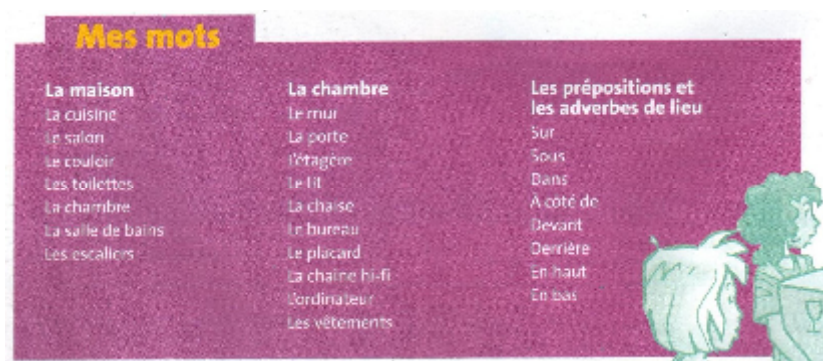 Mes mots
La maison
La cuisine
Le salon
Le couloir
Les toilettes
La chambre
La salle de bains
Les escaliers
La chambre
Le mur
La porte
L'étagère
Le lit
La chaise
Le bureau
Le placard
La chaîne hi-fi
L'ordinateur
Les vêtements
Les prépositions et
les adverbes de lieu
Sur
Sous
Dans
A côté de
Devant
Derrière
En haut
En bas